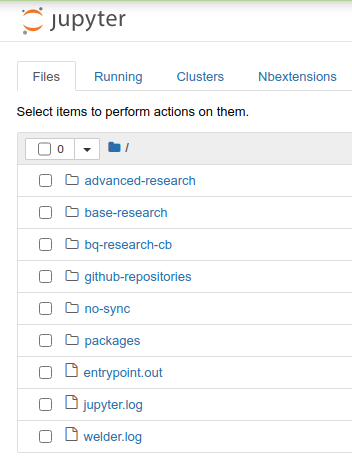 jupyter
Files Running Clusters Nbextensions
Select items to perform actions on them.
0 /
advanced-research
base-research
bq-research-cb
github-repositories
no-sync
packages
entrypoint.out
jupyter.log
welder.log